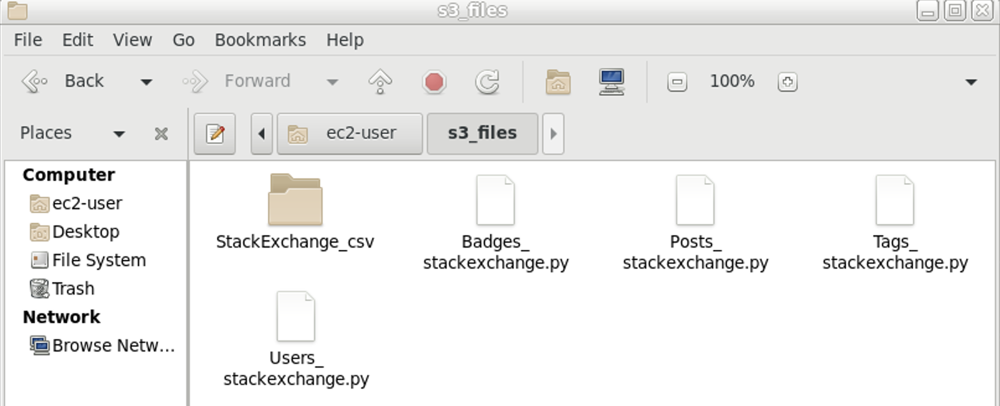 s3_files
File Edit View Go Bookmarks Help
Back Forward 100%
Places ec2-user s3_files
Computer
ec2-user
Desktop
File System
Trash
Network
Browse Netw...
StackExchange_csv
Badges_
stackexchange.py
Posts_
stackexchange.py
Tags_
stackexchange.py
Users_
stackexchange.py